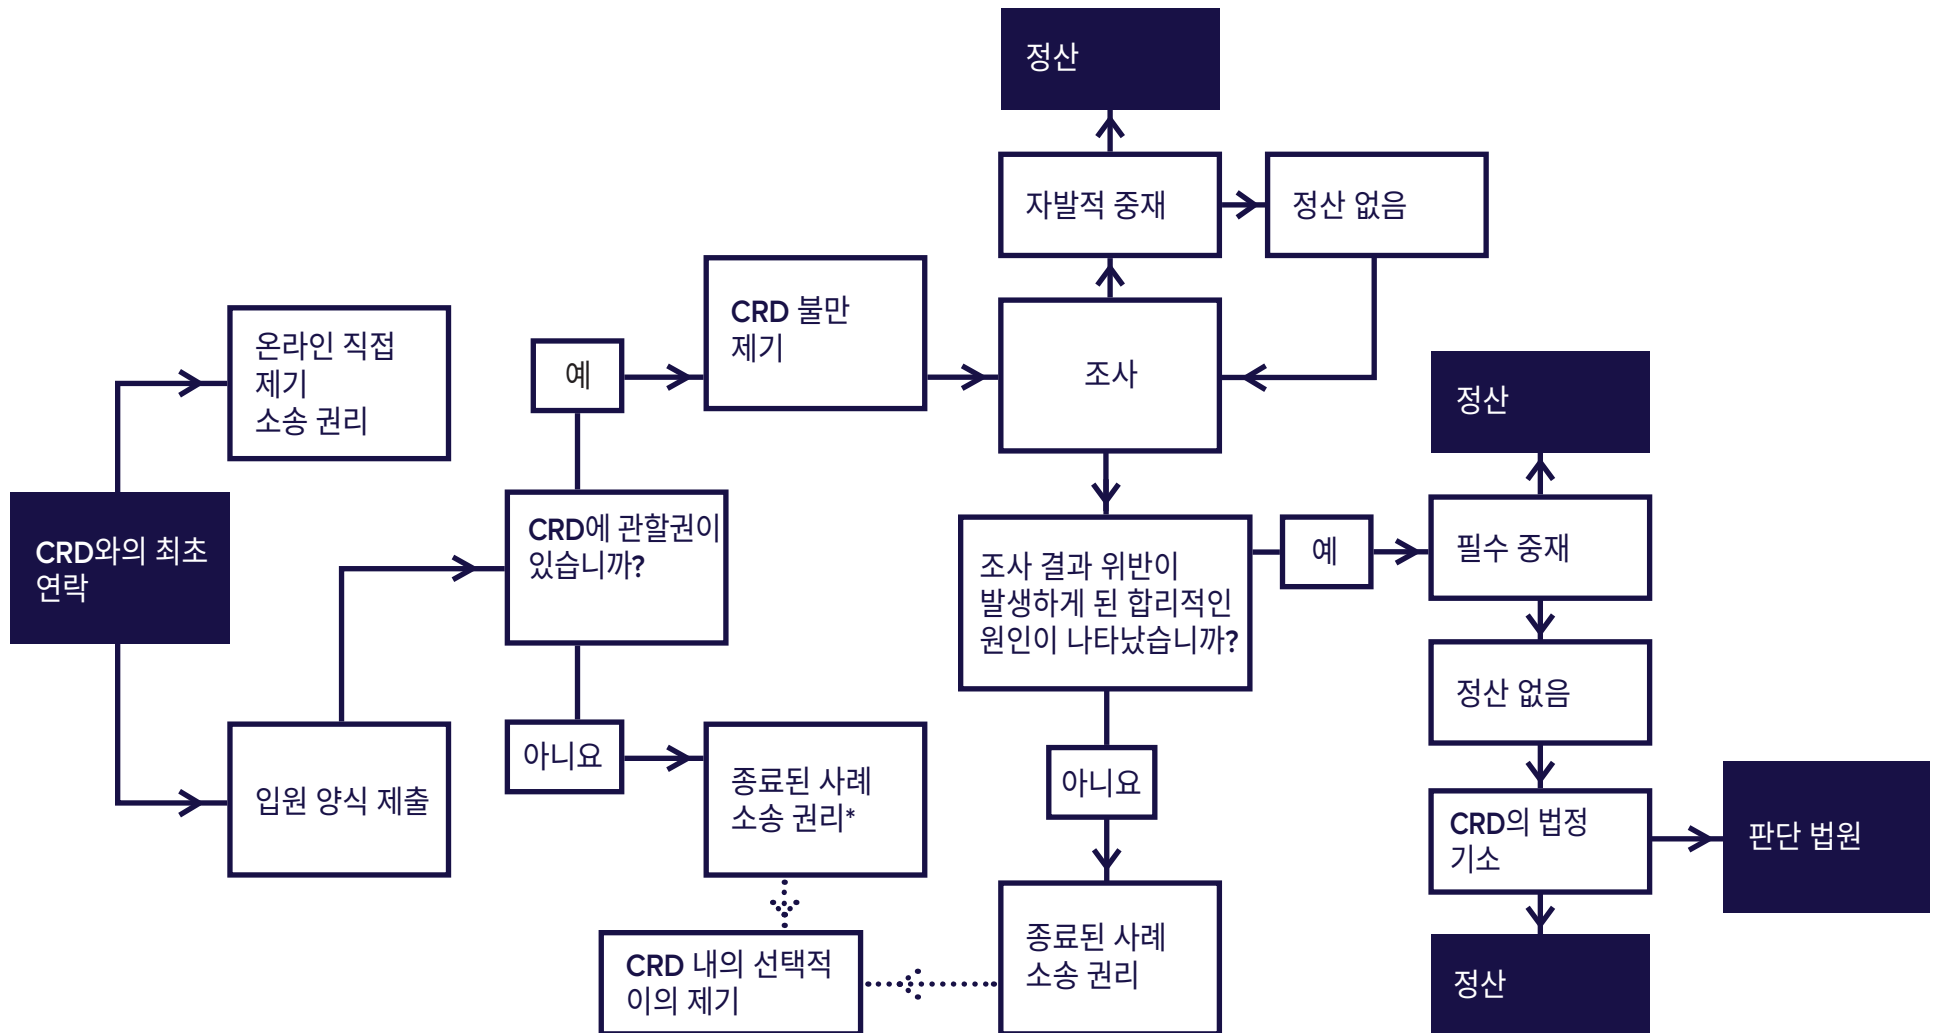 정산
자발적 중재
정산 없음
CRD 불만
제기
온라인 직접
제기
소송 권리
예
조사
정산
CRD와의 최초
연락
CRD에 관할권이
있습니까?
조사 결과 위반이
발생하게 된 합리적인
원인이 나타났습니까?
예
필수 중재
정산 없음
입원 양식 제출
아니요
종료된 사례
소송 권리*
아니요
CRD의 법정
기소
판단 법원
CRD 내의 선택적
이의 제기
종료된 사례
소송 권리
정산